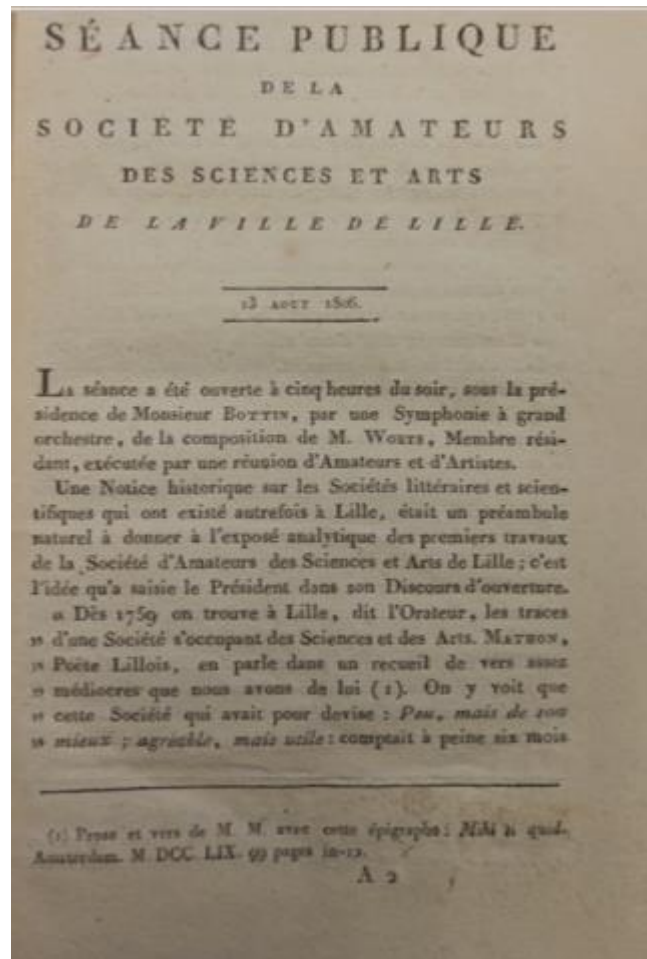 SÉANCE PUBLIQUE
DE LA
SOCIÉTÉ D'AMATEURS
DES SCIENCES ET ARTS
DE LA VILLE DE LILLE.
13 AOUT 1806.
La séance a été ouverte à cinq heures du soir, sous la pré-
sidence de Monsieur BOTTIN, par une Symphonie à grand
orchestre, de la composition de M. , Membre rési-
dant, exécutée par une réunion d'Amateurs et d'Artistes.
Une Notice historique sur les Sociétés littéraires et scien-
tifiques qui ont existé autrefois à Lille, était un préambule
naturel à donner à l'exposé analytique des premiers travaux
de la Société d'Amateurs des Sciences et Arts de Lille ; c'est
l'idée qu'a saisie le Président dans son Discours d'ouverture.
« Dès 1759 on trouve à Lille, dit l'Orateur, les traces
» d'une Société s'occupant des Sciences et des Arts. MATHON,
» Poëte Lillois, en parle dans un recueil de vers assez
» médiocres que nous avons de lui (1). On y voit que
» cette Société qui avait pour devise : Peu, mais de son
» mieux ; agréable, mais utile : comptait à peine six mois
(1) Prose et vers de M. M. avec cette épigraphe : quod.
Amsterdam. M DCC LIX. 99 pages in-12.
A 2